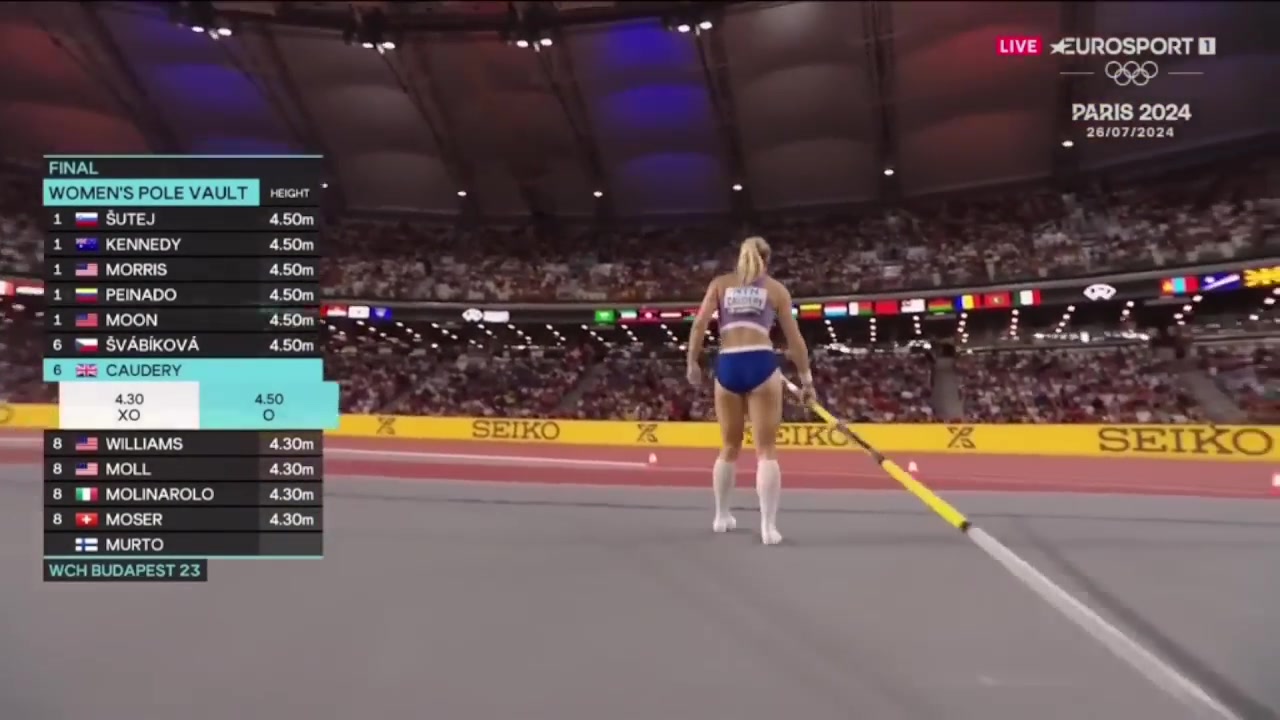 LIVE EUROSPORT 1
PARIS 2024
26/07/2024
FINAL
WOMEN'S POLE VAULT HEIGHT
1 ŠUTEJ 4.50m
1 KENNEDY 4.50m
1 MORRIS 4.50m
1 PEINADO 4.50m
1 MOON 4.50m
6 ŠVÁBÍKOVÁ 4.50m
6 CAUDERY
4.30 4.50
XO O
8 WILLIAMS 4.30m
8 MOLL 4.30m
8 MOLINAROLO 4.30m
8 MOSER 4.30m
MURTO
WCH BUDAPEST 23
CAUDERY
SEIKO SEIKO SEIKO